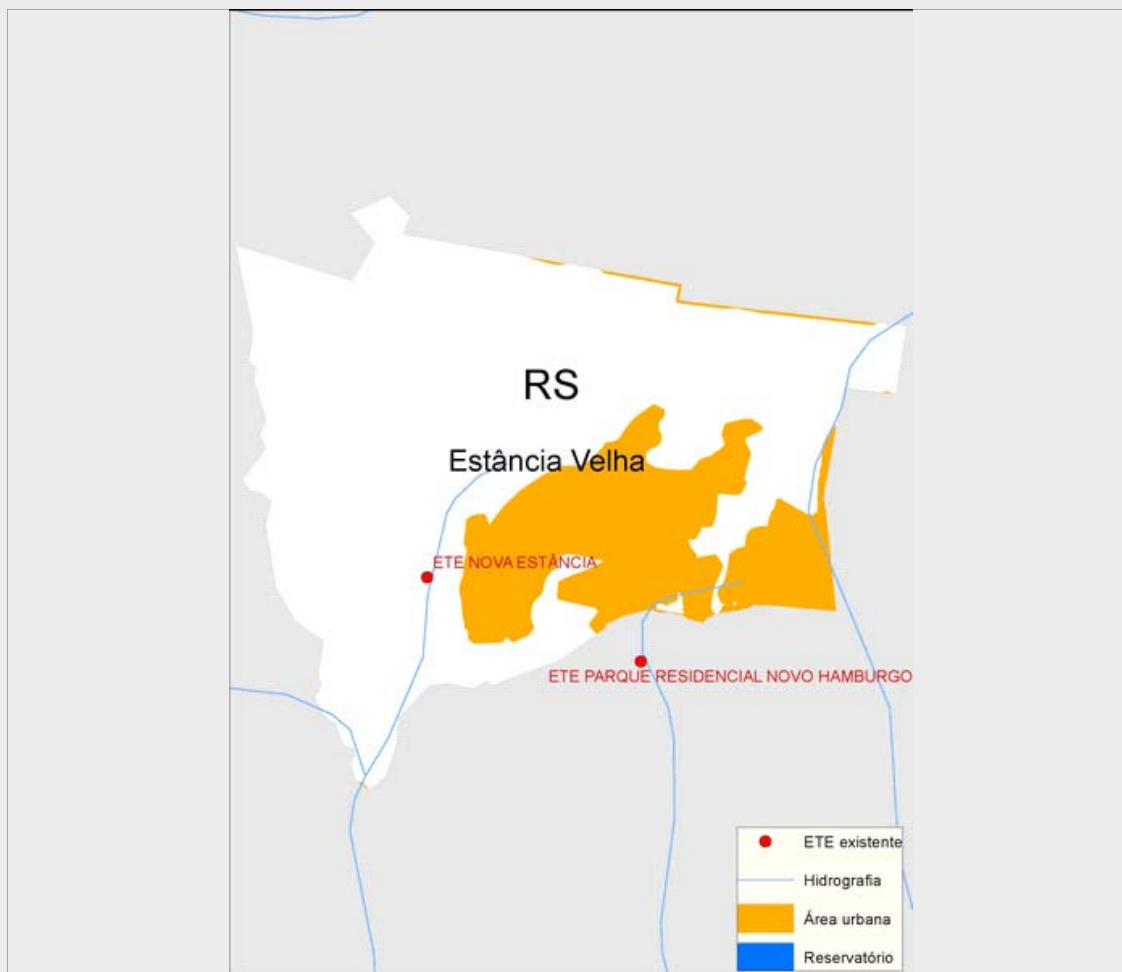 RS
Estância Velha
ETE NOVA ESTÂNCIA
ETE PARQUE RESIDENCIAL NOVO HAMBURGO
ETE existente
Hidrografia
Área urbana
Reservatório